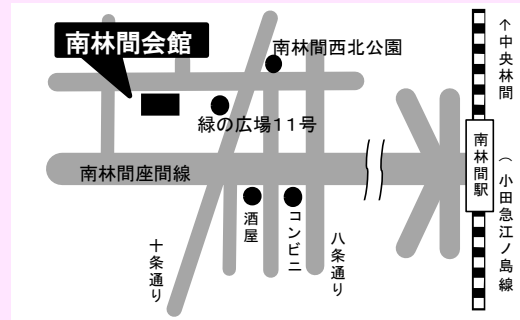 南林間会館
南林間西北公園
緑の広場11号
南林間座間線
酒屋
コンビニ
十条通り
八条通り
南林間駅
↑中央林間
（小田急江ノ島線